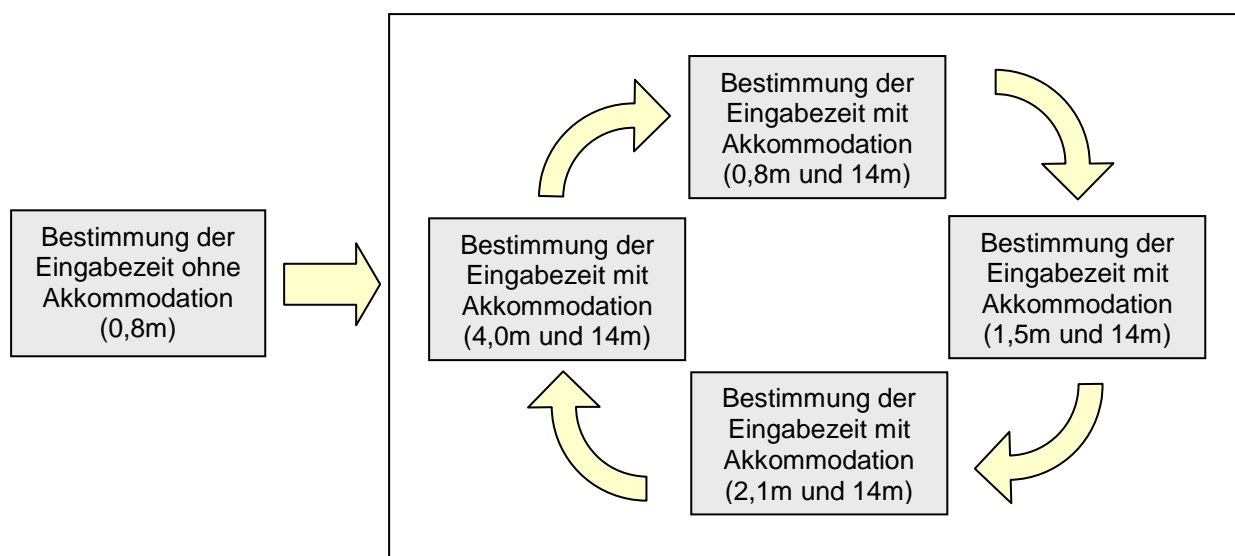 Bestimmung der
Eingabezeit ohne
Akkommodation
(0,8m)
Bestimmung der
Eingabezeit mit
Akkommodation
(0,8m und 14m)
Bestimmung der
Eingabezeit mit
Akkommodation
(1,5m und 14m)
Bestimmung der
Eingabezeit mit
Akkommodation
(2,1m und 14m)
Bestimmung der
Eingabezeit mit
Akkommodation
(4,0m und 14m)